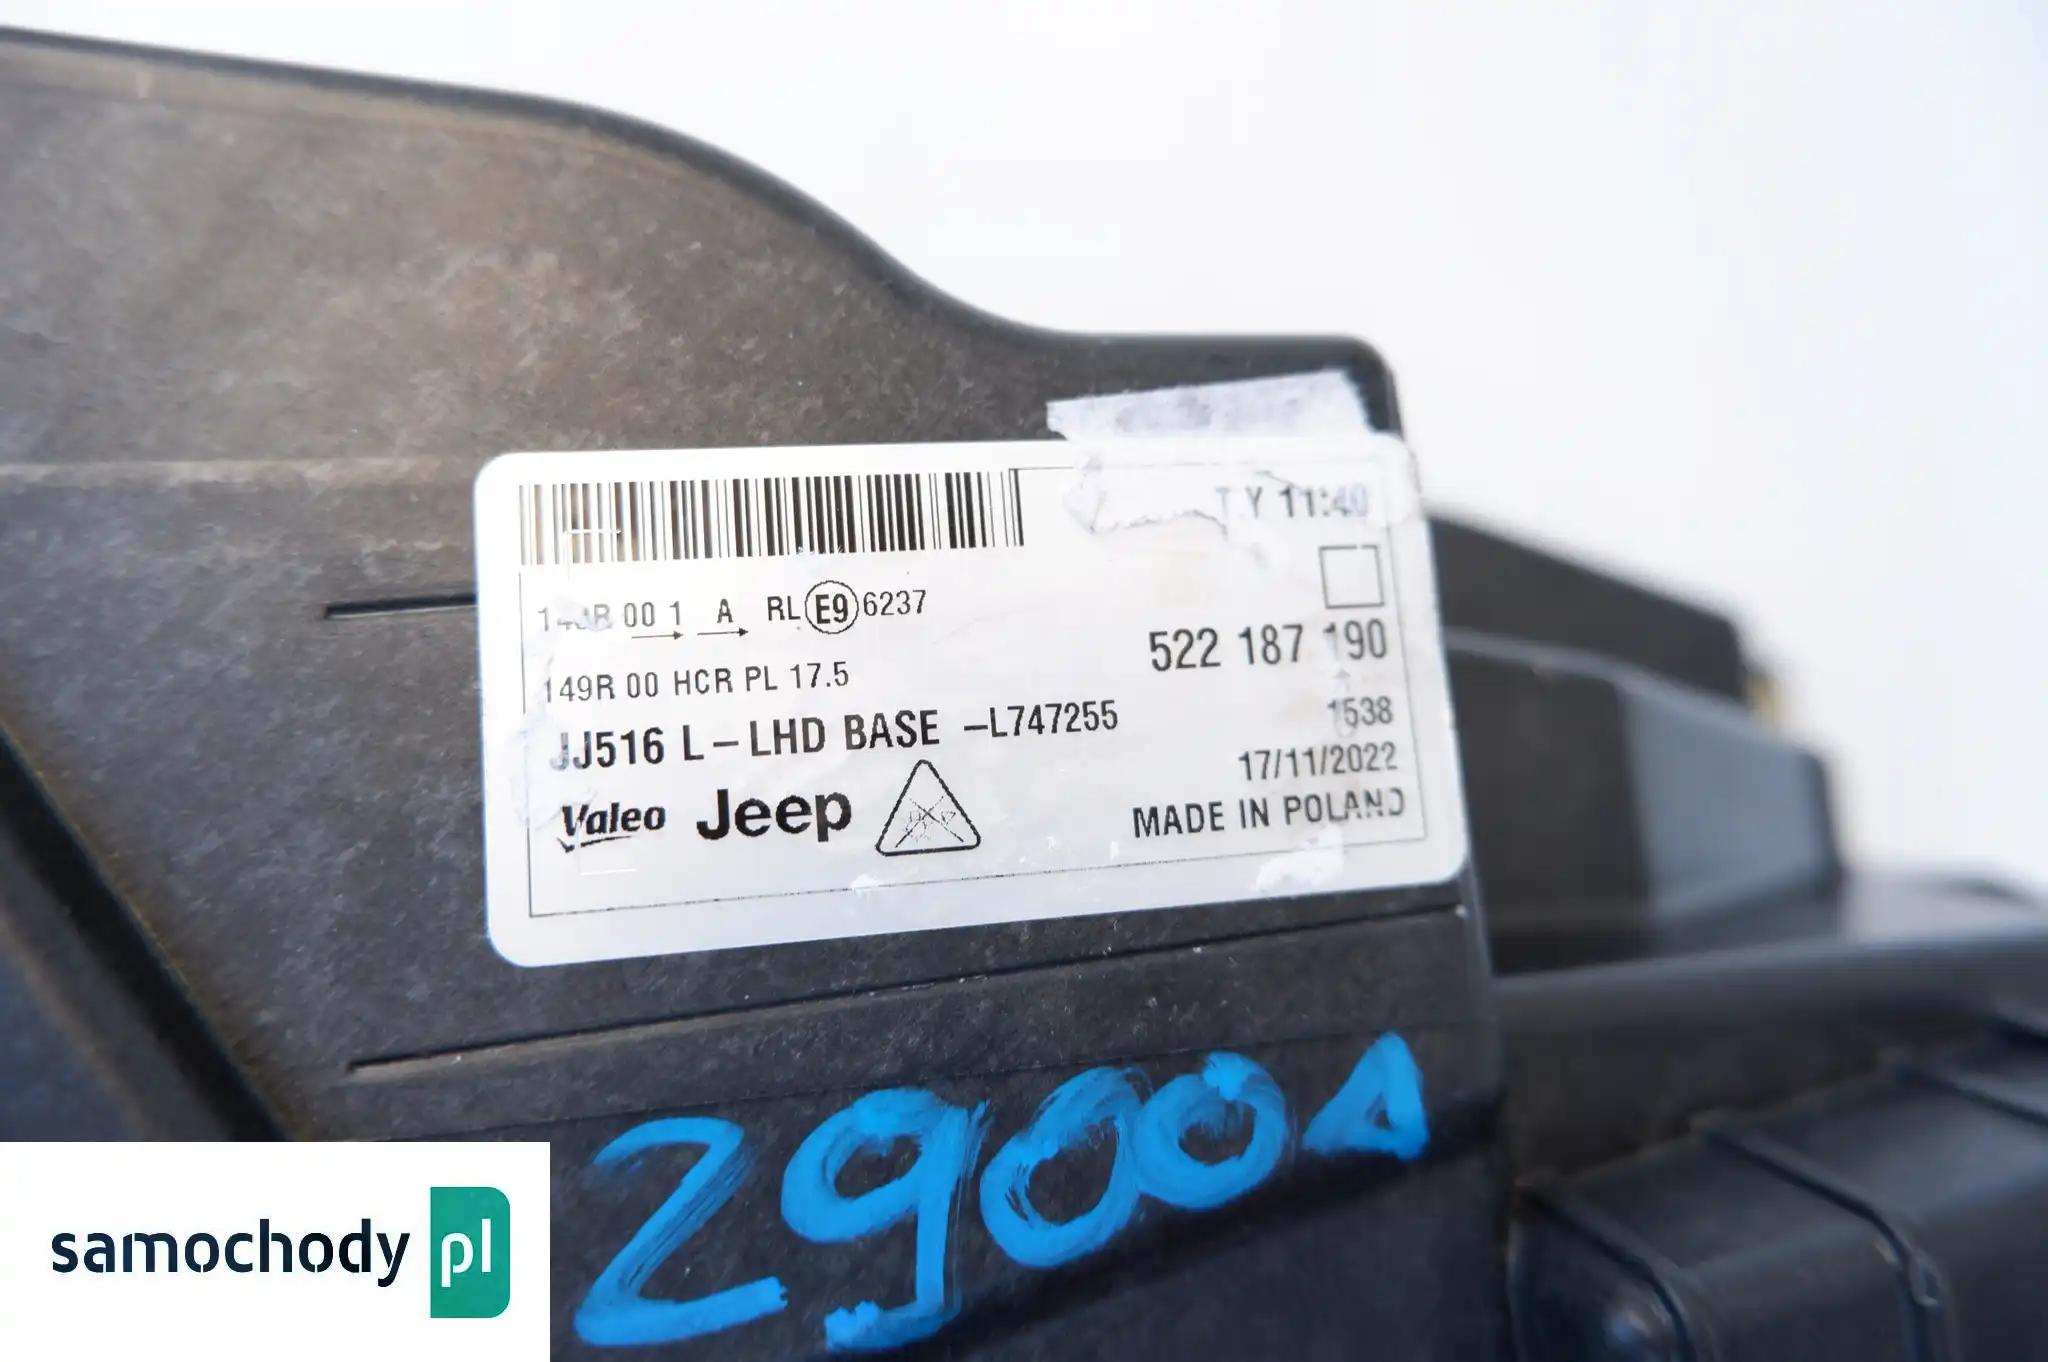 11:40
00 1 A RL E9 6237
149R 00 HCR PL 17.5
522 187 190
JJ516 L-LHD BASE -L747255
1538
17/11/2022
Valeo Jeep
MADE IN POLAND
2900A
samochody pl